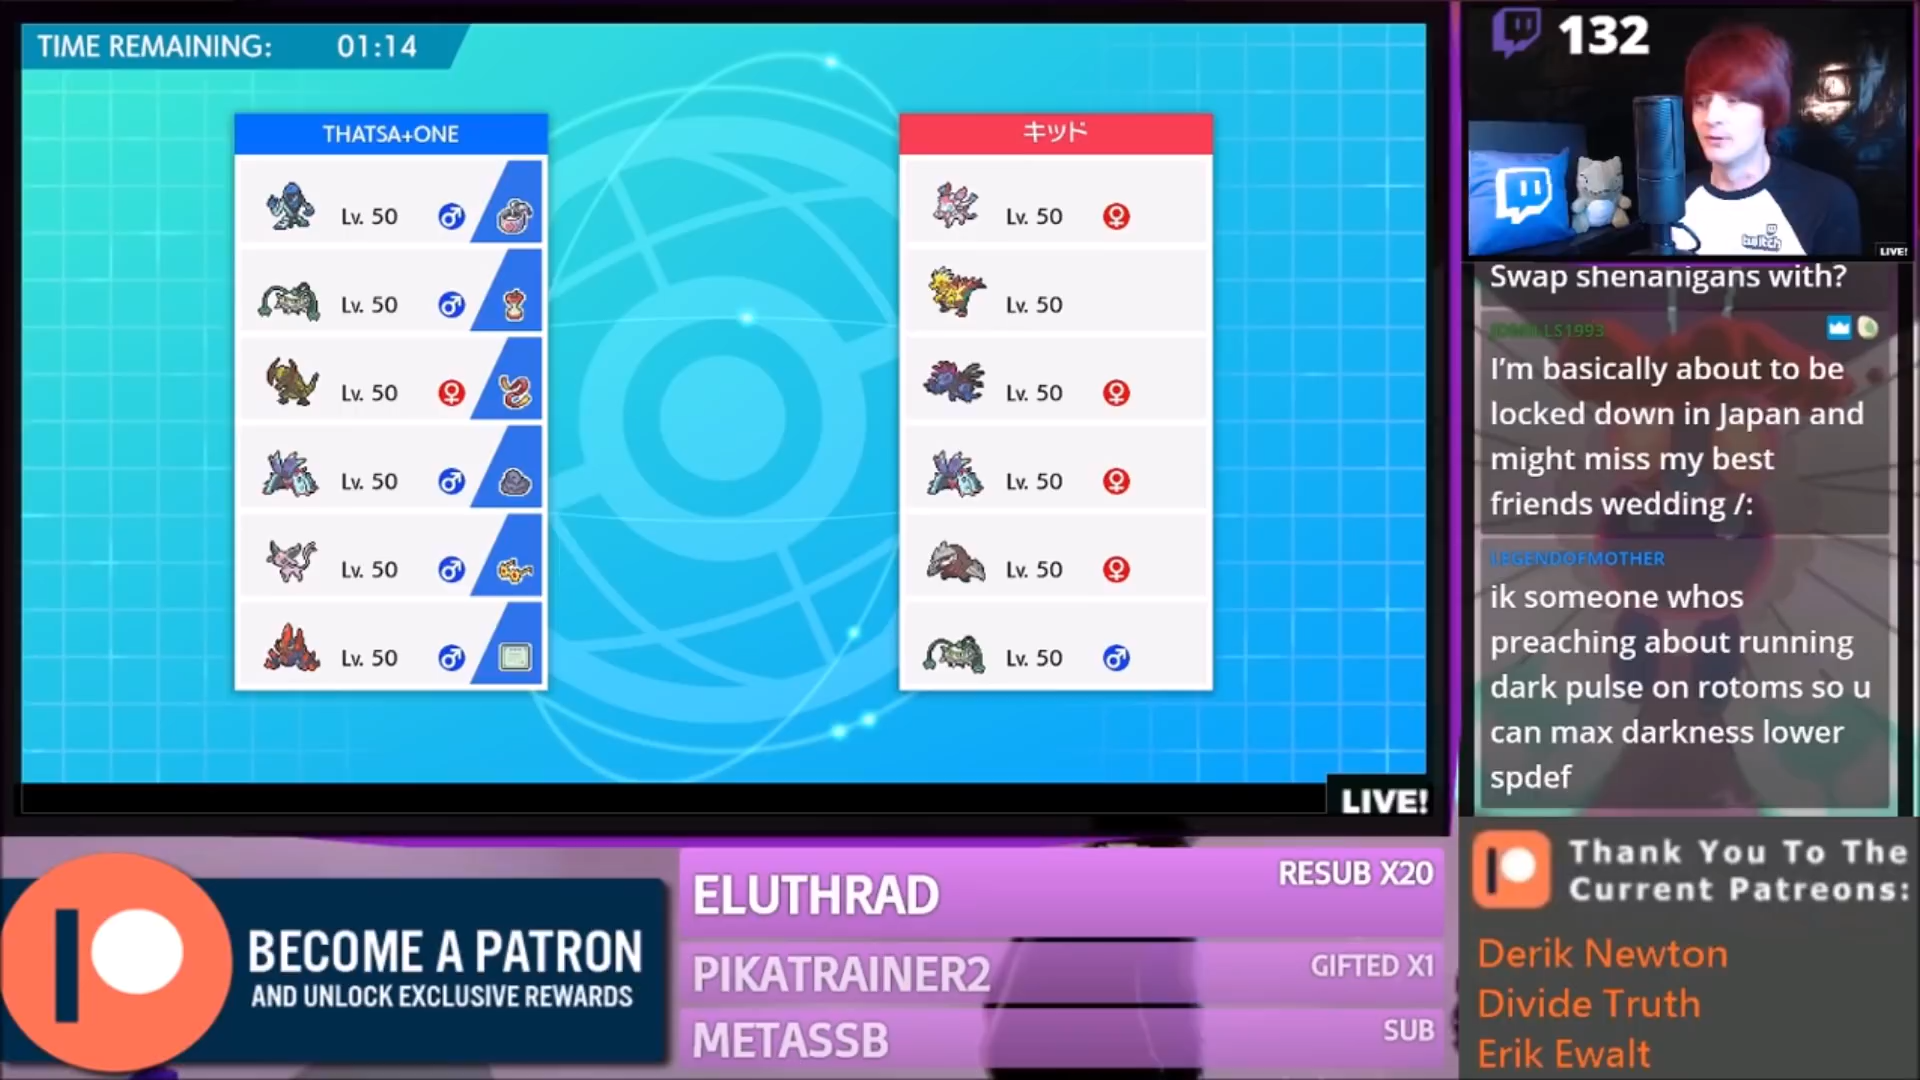 TIME REMAINING: 01:14
THATSA+ONE
Lv. 50
Lv. 50
Lv. 50
Lv. 50
Lv. 50
Lv. 50
キッド
Lv. 50
Lv. 50
Lv. 50
Lv. 50
Lv. 50
Lv. 50
LIVE!
132
twitch
LIVE!
Swap shenanigans with?
I’m basically about to be
locked down in Japan and
might miss my best
friends wedding /:
LEGENDOFMOTHER
ik someone whos
preaching about running
dark pulse on rotoms so u
can max darkness lower
spdef
BECOME A PATRON
AND UNLOCK EXCLUSIVE REWARDS
ELUTHRAD RESUB X20
PIKATRAINER2 GIFTED X1
METASSB SUB
Thank You To The
Current Patreons:
Derik Newton
Divide Truth
Erik Ewalt